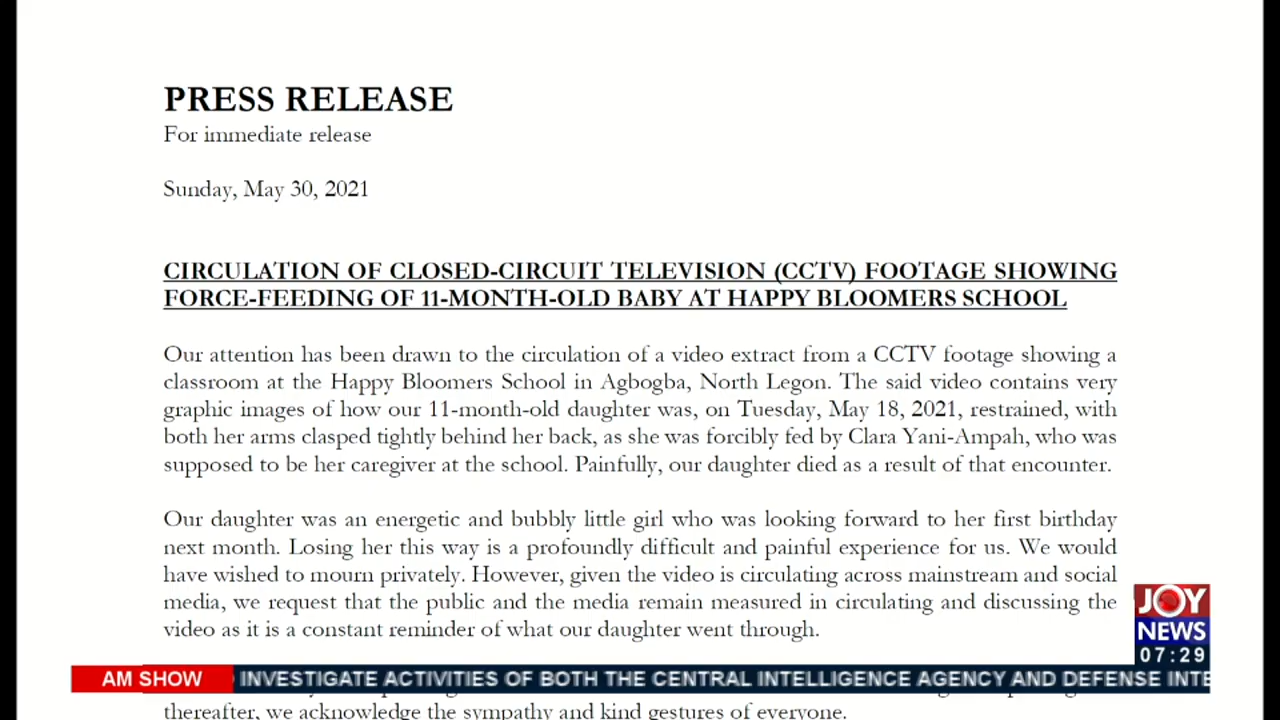 PRESS RELEASE
For immediate release
Sunday, May 30, 2021
CIRCULATION OF CLOSED-CIRCUIT TELEVISION (CCTV) FOOTAGE SHOWING
FORCE-FEEDING OF 11-MONTH-OLD BABY AT HAPPY BLOOMERS SCHOOL
Our attention has been drawn to the circulation of a video extract from a CCTV footage showing a
classroom at the Happy Bloomers School in Agbogba, North Legon. The said video contains very
graphic images of how our 11-month-old daughter was, on Tuesday, May 18, 2021, restrained, with
both her arms clasped tightly behind her back, as she was forcibly fed by Clara Yani-Ampah, who was
supposed to be her caregiver at the school. Painfully, our daughter died as a result of that encounter.
Our daughter was an energetic and bubbly little girl who was looking forward to her first birthday
next month. Losing her this way is a profoundly difficult and painful experience for us. We would
have wished to mourn privately. However, given the video is circulating across mainstream and social
media, we request that the public and the media remain measured in circulating and discussing the
video as it is a constant reminder of what our daughter went through.
JOY
NEWS
07:29
AM SHOW
INVESTIGATE ACTIVITIES OF BOTH THE CENTRAL INTELLIGENCE AGENCY AND DEFENSE INTE
thereafter, we acknowledge the sympathy and kind gestures of everyone.